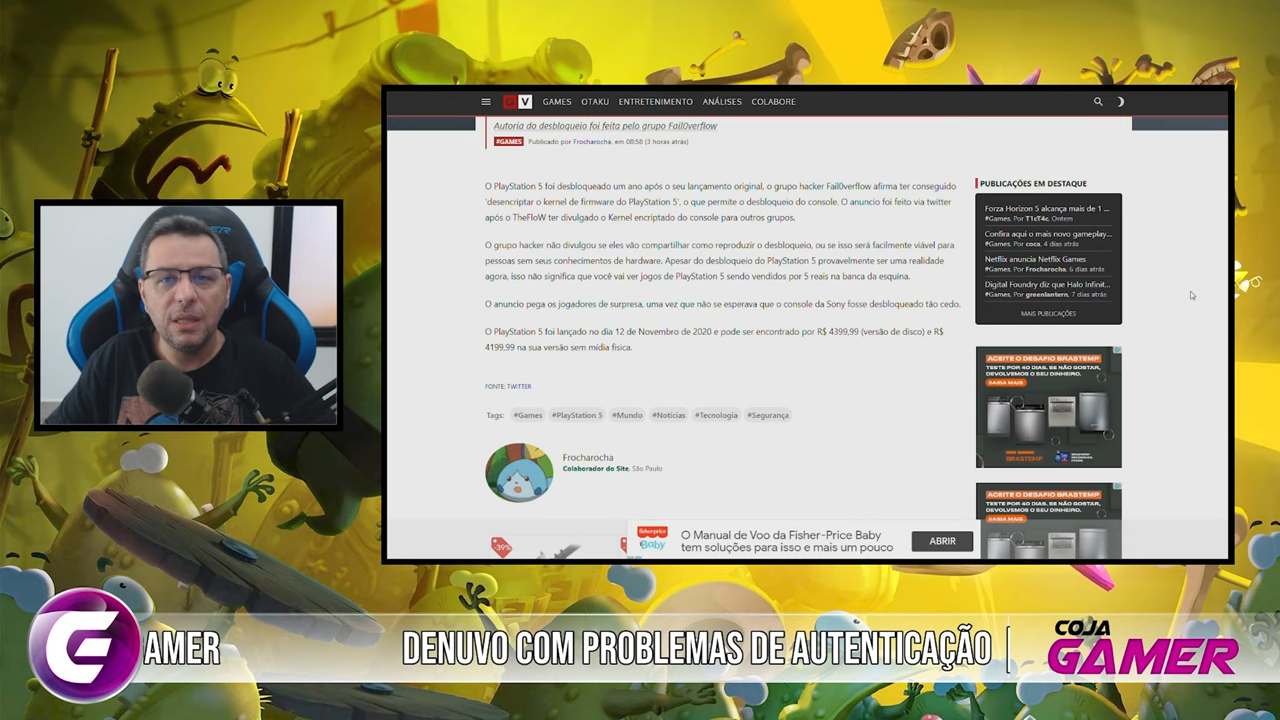 G V GAMES OTAKU ENTRETENIMENTO ANÁLISES COLABORE
Autoria do desbloqueio foi feita pelo grupo Fail0verflow
#GAMES Publicado por Frocharocha, em 08:58 (3 horas atrás)
O PlayStation 5 foi desbloqueado um ano após o seu lançamento original, o grupo hacker Fail0verflow afirma ter conseguido
'desencriptar o kernel de firmware do PlayStation 5', o que permite o desbloqueio do console. O anuncio foi feito via twitter
após o TheFloW ter divulgado o Kernel encriptado do console para outros grupos.
O grupo hacker não divulgou se eles vão compartilhar como reproduzir o desbloqueio, ou se isso será facilmente viável para
pessoas sem seus conhecimentos de hardware. Apesar do desbloqueio do PlayStation 5 provavelmente ser uma realidade
agora, isso não significa que você vai ver jogos de PlayStation 5 sendo vendidos por 5 reais na banca da esquina.
O anuncio pega os jogadores de surpresa, uma vez que não se esperava que o console da Sony fosse desbloqueado tão cedo.
O PlayStation 5 foi lançado no dia 12 de Novembro de 2020 e pode ser encontrado por R$ 4399,99 (versão de disco) e R$
4199,99 na sua versão sem mídia fisica.
FONTE: TWITTER
Tags: #Games #PlayStation 5 #Mundo #Notícias #Tecnologia #Segurança
Frocharocha
Colaborador do Site, São Paulo
-39%
PUBLICAÇÕES EM DESTAQUE
Forza Horizon 5 alcança mais de 1 ...
#Games, Por T1cT4c, Ontem
Confira aqui o mais novo gameplay...
#Games, Por coca, 4 dias atrás
Netflix anuncia Netflix Games
#Games, Por Frocharocha, 6 dias atrás
Digital Foundry diz que Halo Infinit...
#Games, Por greenlantern, 7 dias atrás
MAIS PUBLICAÇÕES
ACEITE O DESAFIO BRASTEMP
TESTE POR 40 DIAS. SE NÃO GOSTAR,
DEVOLVEMOS O SEU DINHEIRO.
SAIBA MAIS
BRASTEMP
ACEITE O DESAFIO BRASTEMP
TESTE POR 40 DIAS. SE NÃO GOSTAR,
DEVOLVEMOS O SEU DINHEIRO.
SAIBA MAIS
fisher-price
Baby
O Manual de Voo da Fisher-Price Baby
tem soluções para isso e mais um pouco
ABRIR
AMER DENUVO COM PROBLEMAS DE AUTENTICAÇÃO |
COJA
GAMER